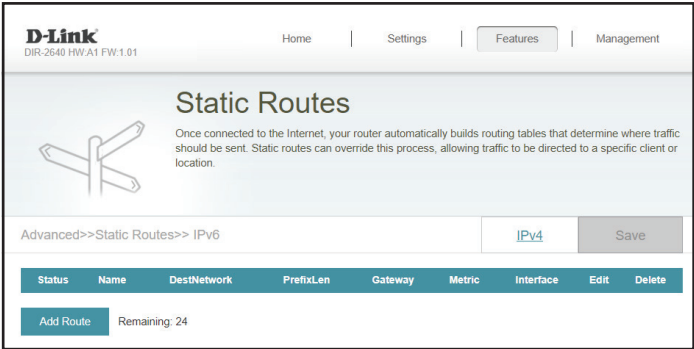 D-Link
DIR-2640 HW:A1 FW:1.01
Home | Settings | Features | Management
Static Routes
Once connected to the Internet, your router automatically builds routing tables that determine where traffic
should be sent. Static routes can override this process, allowing traffic to be directed to a specific client or
location.
Advanced>>Static Routes>> IPv6
IPv4
Save
Status Name DestNetwork PrefixLen Gateway Metric Interface Edit Delete
Add Route Remaining: 24